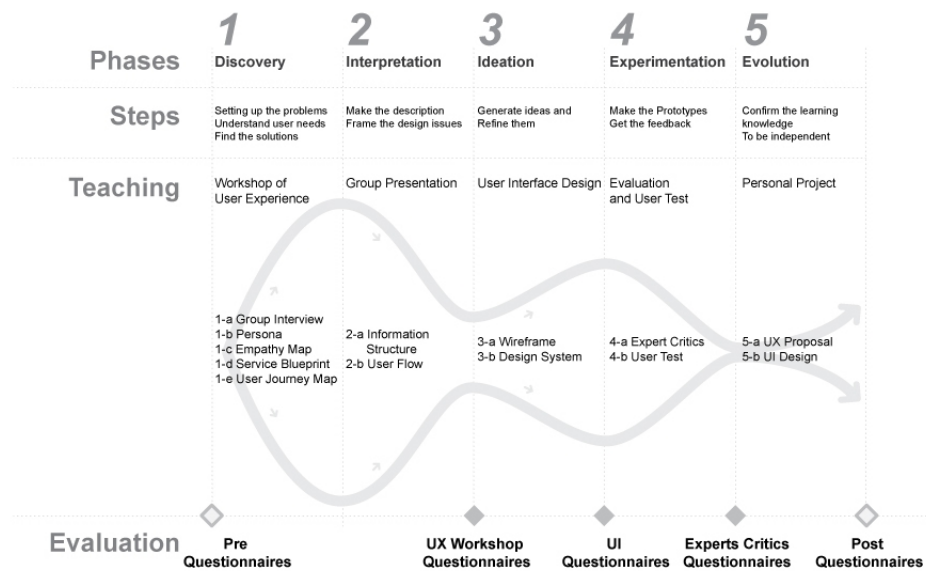 1 2 3 4 5
Phases Discovery Interpretation Ideation Experimentation Evolution
Steps
Setting up the problems
Understand user needs
Find the solutions
Make the description
Frame the design issues
Generate ideas and
Refine them
Make the Prototypes
Get the feedback
Confirm the learning
knowledge
To be independent
Teaching
Workshop of
User Experience
Group Presentation
User Interface Design
Evaluation
and User Test
Personal Project
1-a Group Interview
1-b Persona
1-c Empathy Map
1-d Service Blueprint
1-e User Journey Map
2-a Information
Structure
2-b User Flow
3-a Wireframe
3-b Design System
4-a Expert Critics
4-b User Test
5-a UX Proposal
5-b UI Design
Evaluation
Pre
Questionnaires
UX Workshop
Questionnaires
UI
Questionnaires
Experts Critics
Questionnaires
Post
Questionnaires